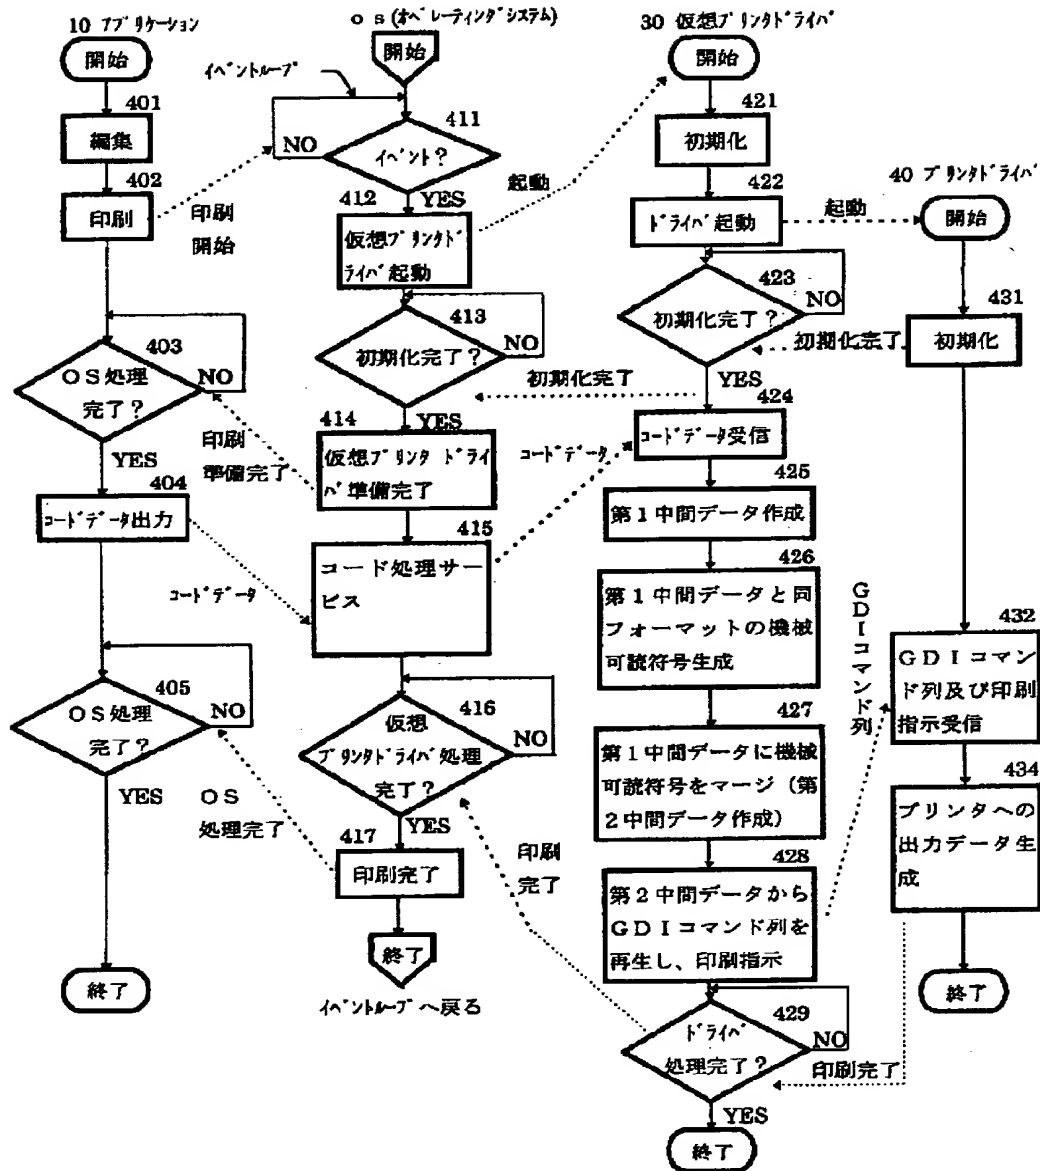 10 アプリケーション
開始
401
編集
402
印刷
印刷
開始
403
OS処理
完了?
NO
YES
印刷
準備完了
404
コードデータ出力
コードデータ
405
OS処理
完了?
NO
YES
OS
処理完了
終了
OS(オペレーティングシステム)
開始
イベントループ
411
イベント?
NO
YES
412
仮想プリンタド
ライバ起動
起動
413
初期化完了?
NO
YES
初期化完了
414
仮想プリンタ ドライ
バ準備完了
415
コード処理サー
ビス
コードデータ
416
仮想
プリンタドライバ処理
完了?
NO
YES
417
印刷完了
印刷
完了
終了
イベントループへ戻る
30 仮想プリンタドライバ
開始
421
初期化
422
ドライバ起動
起動
423
初期化完了?
NO
YES
初期化完了
424
コードデータ受信
425
第1中間データ作成
426
第1中間データと同
フォーマットの機械
可読符号生成
427
第1中間データに機械
可読符号をマージ(第
2中間データ作成)
428
第2中間データから
GDIコマンド列を
再生し、印刷指示
GDIコマンド列
429
ドライバ
処理完了?
NO
YES
印刷完了
終了
40 プリンタドライバ
開始
431
初期化
432
GDIコマン
ド列及び印刷
指示受信
434
プリンタへの
出力データ生
成
終了